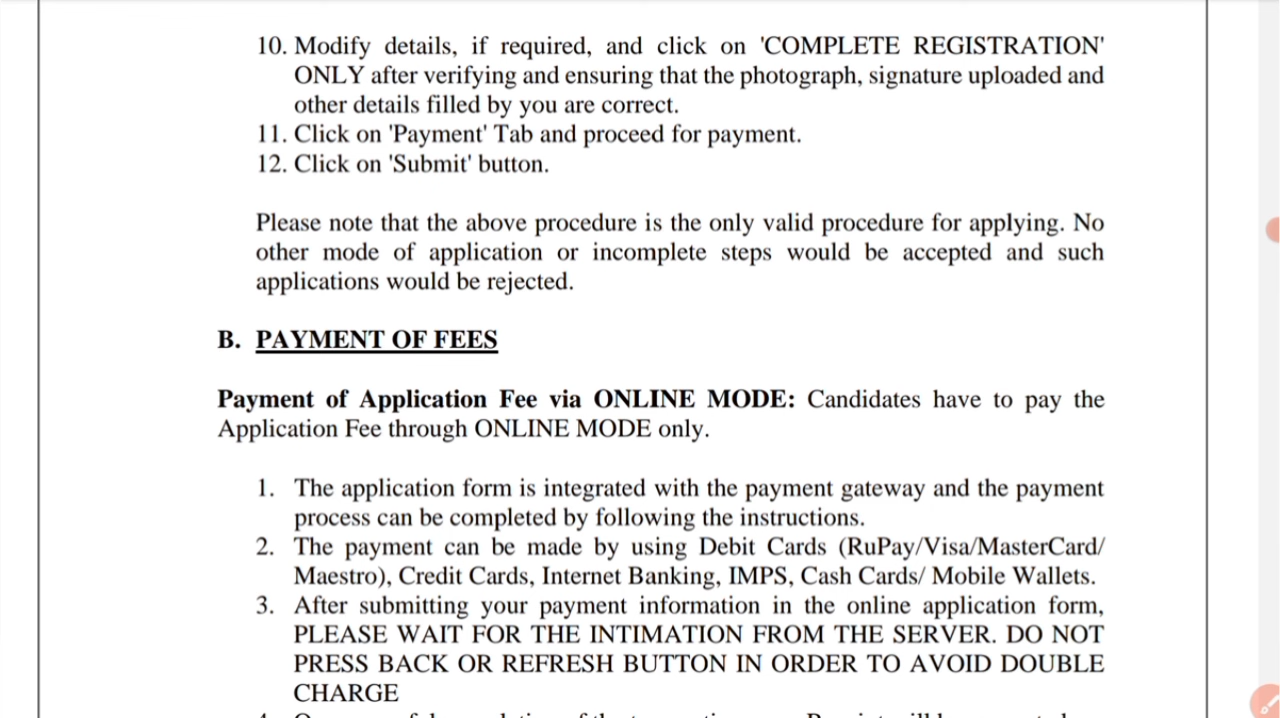 10. Modify details, if required, and click on 'COMPLETE REGISTRATION'
ONLY after verifying and ensuring that the photograph, signature uploaded and
other details filled by you are correct.
11. Click on 'Payment' Tab and proceed for payment.
12. Click on 'Submit' button.
Please note that the above procedure is the only valid procedure for applying. No
other mode of application or incomplete steps would be accepted and such
applications would be rejected.
B. PAYMENT OF FEES
Payment of Application Fee via ONLINE MODE: Candidates have to pay the
Application Fee through ONLINE MODE only.
1. The application form is integrated with the payment gateway and the payment
process can be completed by following the instructions.
2. The payment can be made by using Debit Cards (RuPay/Visa/MasterCard/
Maestro), Credit Cards, Internet Banking, IMPS, Cash Cards/ Mobile Wallets.
3. After submitting your payment information in the online application form,
PLEASE WAIT FOR THE INTIMATION FROM THE SERVER. DO NOT
PRESS BACK OR REFRESH BUTTON IN ORDER TO AVOID DOUBLE
CHARGE